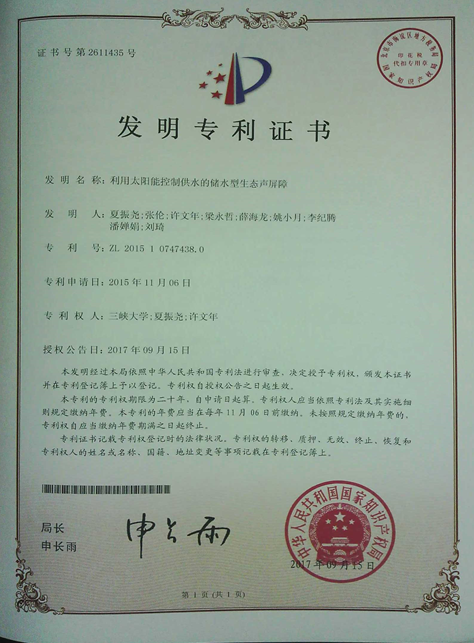 证书号第2611435号
印花税
代扣专用章
国家知识产权局
发明专利证书
发明名称：利用太阳能控制供水的储水型生态声屏障
发明人：夏振尧;张伦;许文年;梁永哲;薛海龙;姚小月;李纪腾
潘婵娟;刘琦
专利号：ZL 2015 1 0747438.0
专利申请日：2015年11月06日
专利权人：三峡大学;夏振尧;许文年
授权公告日：2017年09月15日
本发明经过本局依照中华人民共和国专利法进行审查，决定授予专利权，颁发本证书
并在专利登记簿上予以登记。专利权自授权公告之日起生效。
本专利的专利权期限为二十年，自申请日起算。专利权人应当依照专利法及其实施细
则规定缴纳年费。本专利的年费应当在每年11月06日前缴纳。未按照规定缴纳年费的，
专利权自应当缴纳年费期满之日起终止。
专利证书记载专利权登记时的法律状况。专利权的转移、质押、无效、终止、恢复和
专利权人的姓名或名称、国籍、地址变更等事项记载在专利登记簿上。
局长
申长雨
申长雨
中华人民共和国国家知识产权局
2017年09月15日
第1页(共1页)